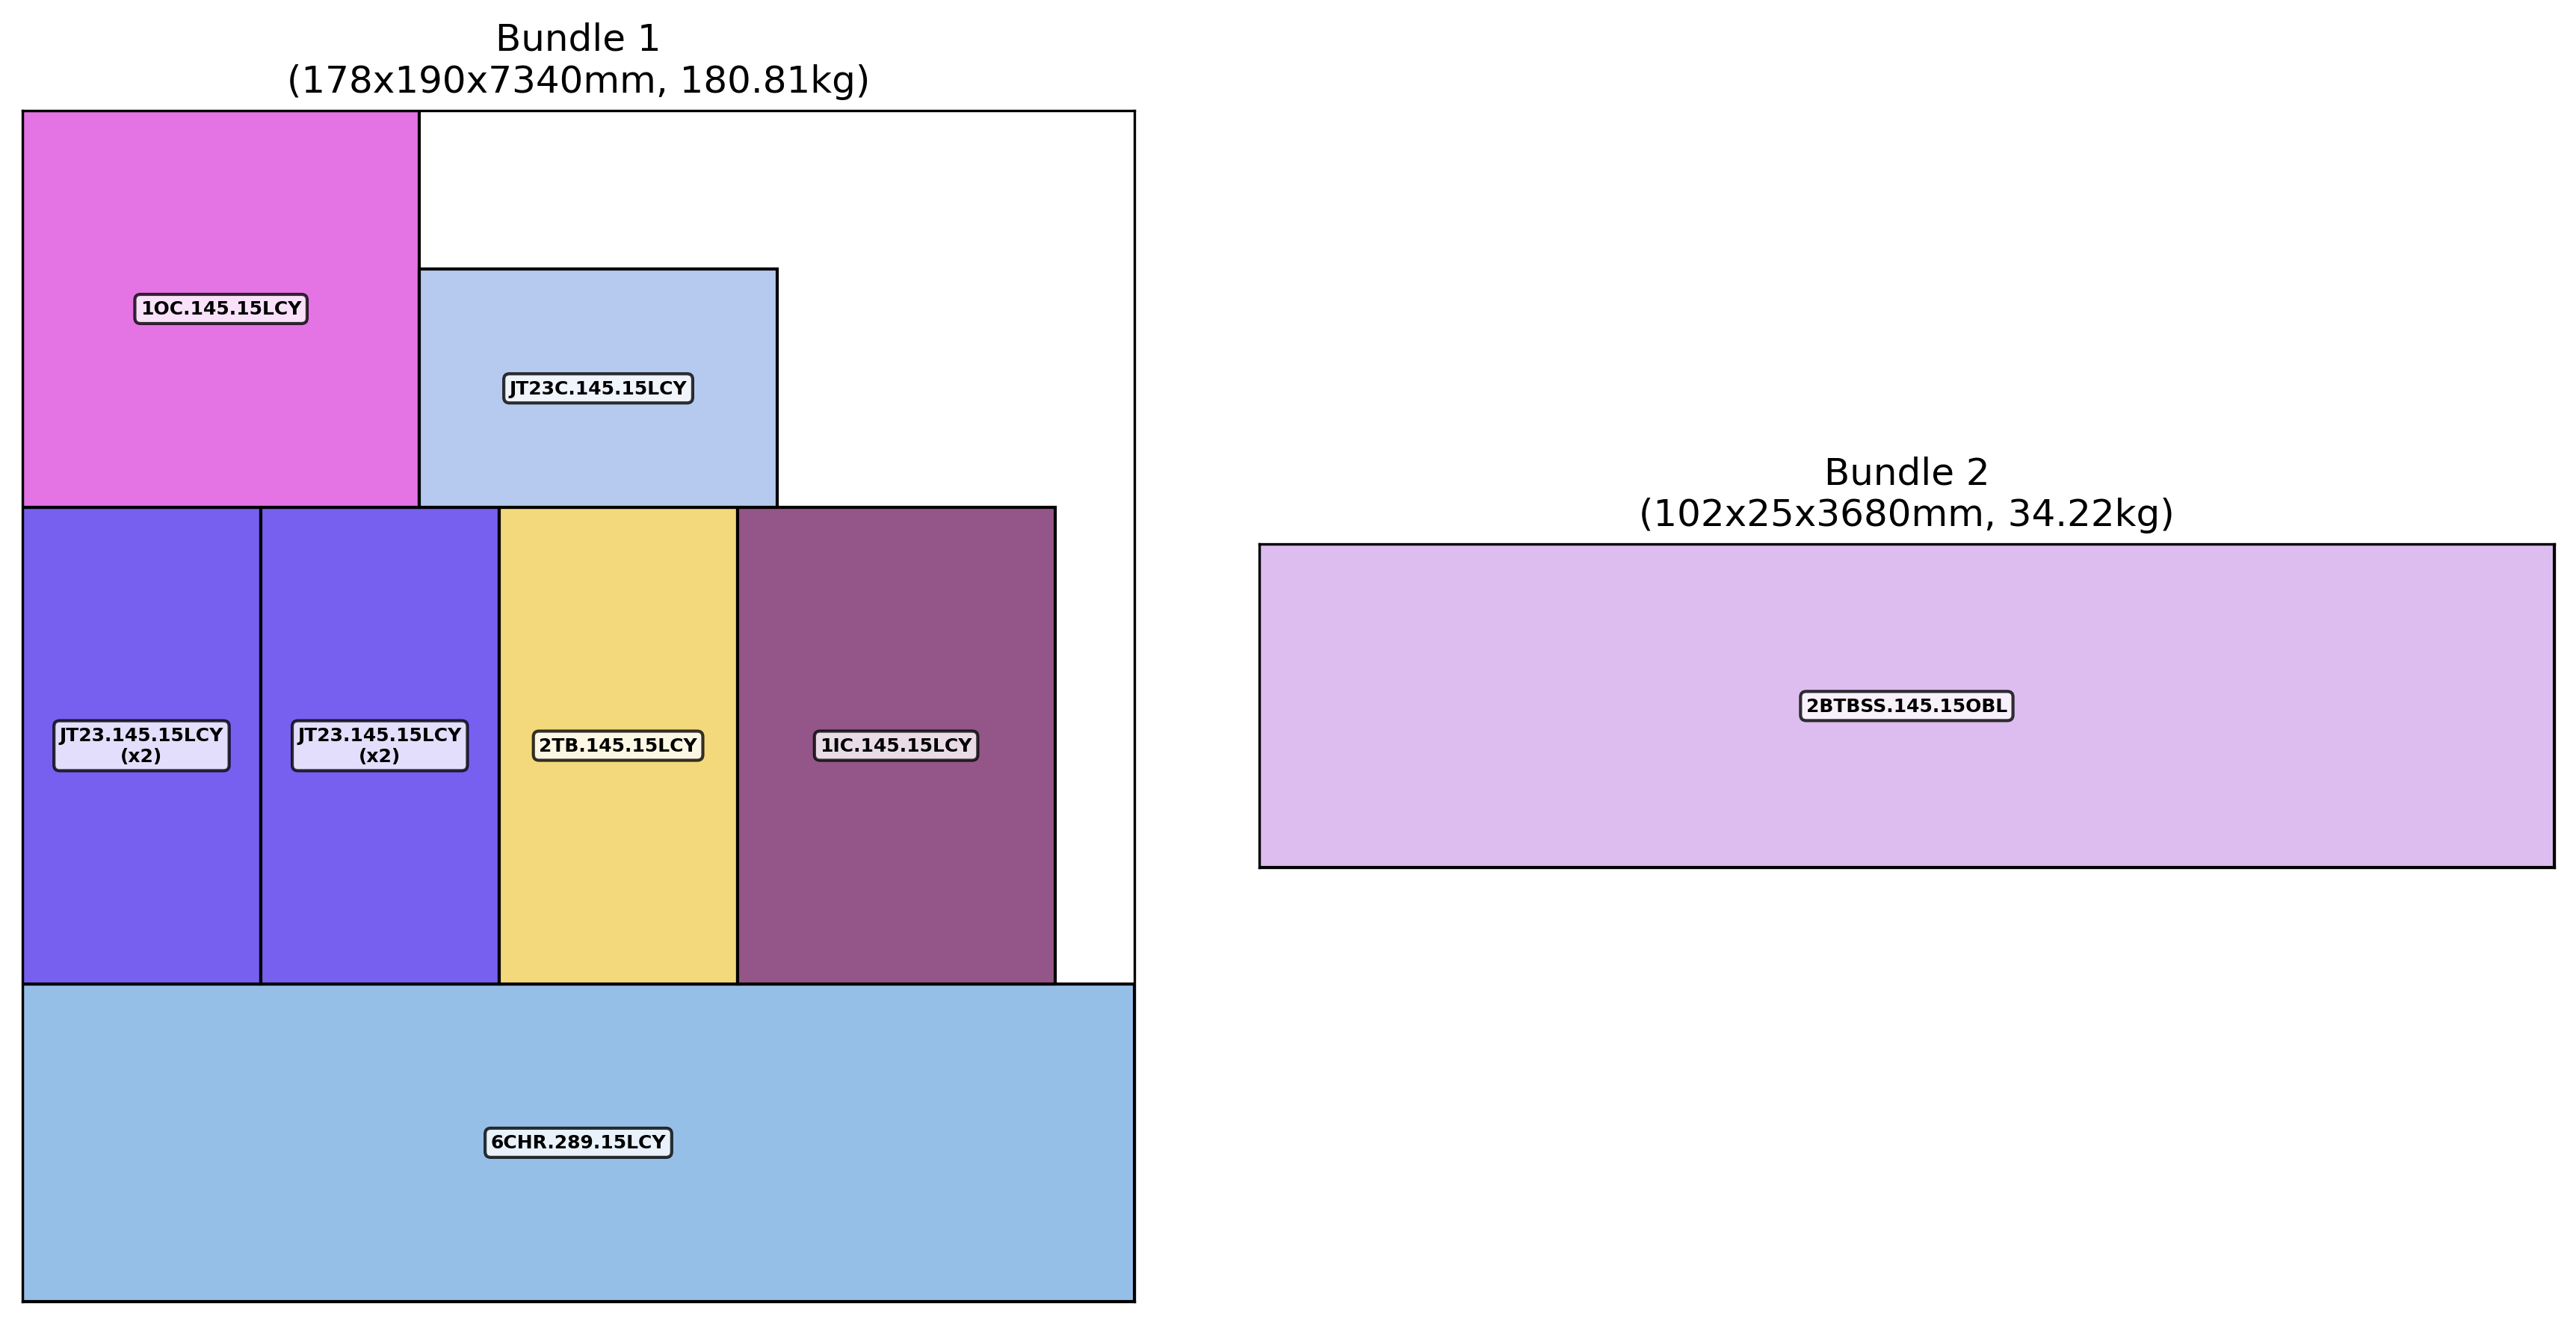 Bundle 1
(178x190x7340mm, 180.81kg)
1OC.145.15LCY
JT23C.145.15LCY
JT23.145.15LCY
(x2)
JT23.145.15LCY
(x2)
2TB.145.15LCY
1IC.145.15LCY
6CHR.289.15LCY
Bundle 2
(102x25x3680mm, 34.22kg)
2BTBSS.145.15OBL